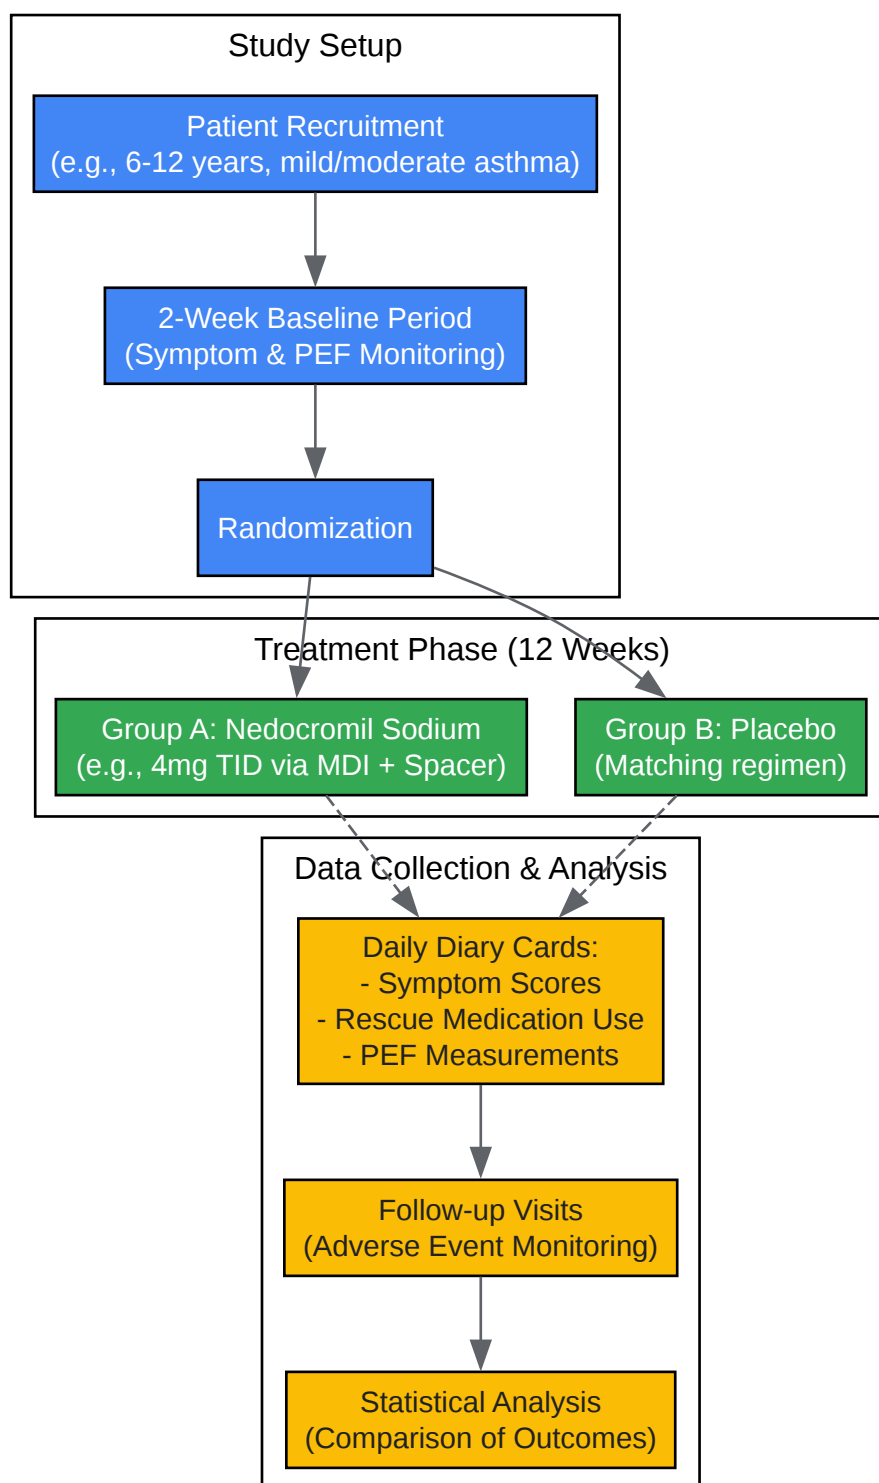 Study Setup
Patient Recruitment
(e.g., 6-12 years, mild/moderate asthma)
2-Week Baseline Period
(Symptom & PEF Monitoring)
Randomization
Treatment Phase (12 Weeks)
Group A: Nedocromil Sodium
(e.g., 4mg TID via MDI + Spacer)
Group B: Placebo
(Matching regimen)
Data Collection & Analysis
Daily Diary Cards:
- Symptom Scores
- Rescue Medication Use
- PEF Measurements
Follow-up Visits
(Adverse Event Monitoring)
Statistical Analysis
(Comparison of Outcomes)